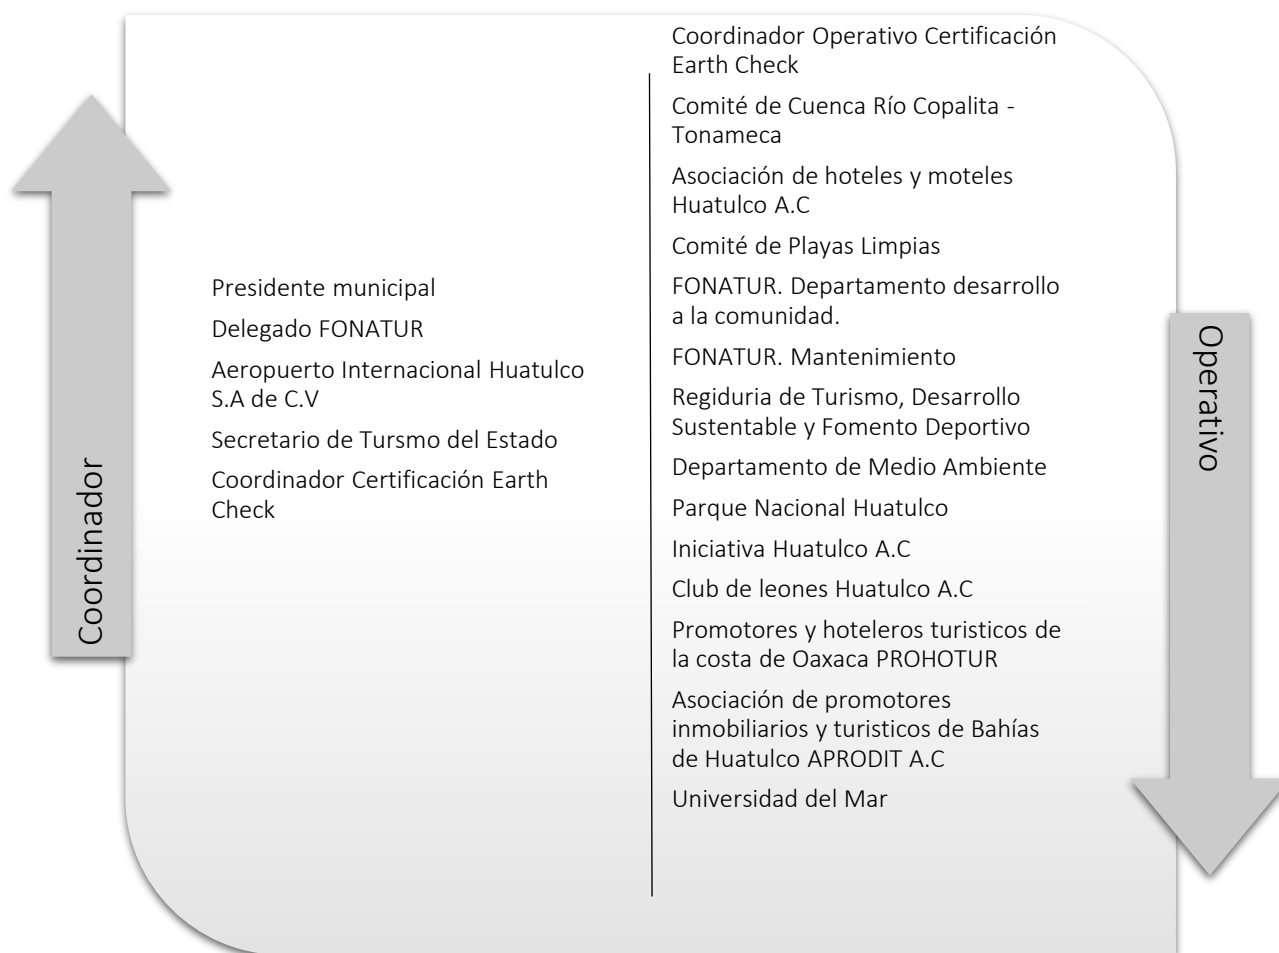 Coordinador
Presidente municipal
Delegado FONATUR
Aeropuerto Internacional Huatulco
S.A de C.V
Secretario de Tursmo del Estado
Coordinador Certificación Earth
Check
Coordinador Operativo Certificación
Earth Check
Comité de Cuenca Río Copalita -
Tonameca
Asociación de hoteles y moteles
Huatulco A.C
Comité de Playas Limpias
FONATUR. Departamento desarrollo
a la comunidad.
FONATUR. Mantenimiento
Regiduria de Turismo, Desarrollo
Sustentable y Fomento Deportivo
Departamento de Medio Ambiente
Parque Nacional Huatulco
Iniciativa Huatulco A.C
Club de leones Huatulco A.C
Promotores y hoteleros turisticos de
la costa de Oaxaca PROHOTUR
Asociación de promotores
inmobiliarios y turisticos de Bahías
de Huatulco APRODIT A.C
Universidad del Mar
Operativo